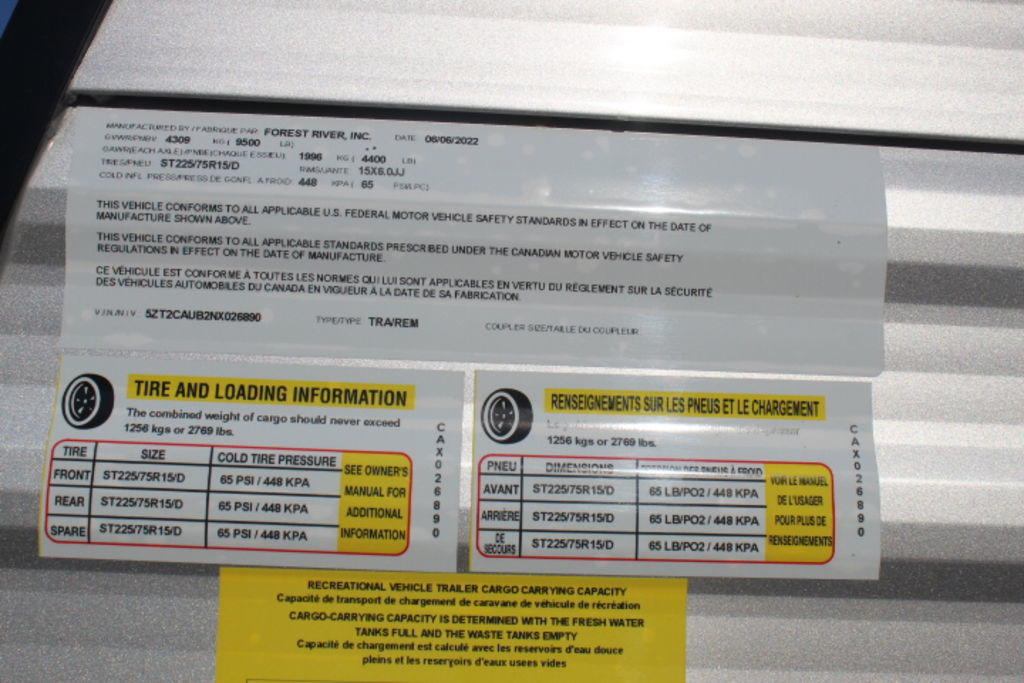 MANUFACTURED BY / FABRIQUE PAR FOREST RIVER, INC. DATE 06/06/2022
GVWR/PNBV 4309 KG ( 9500 LB)
GAWR(EACH AXLE)/PNBE(CHAQUE ESSIEU) 1996 KG ( 4400 LB)
TIRES/PNEU ST225/75R15/D RIMS/JANTE 15X6.0JJ
COLD INFL. PRESS/PRESS DE GONFL. A FROID 448 KPA ( 65 PSI/LPC)
THIS VEHICLE CONFORMS TO ALL APPLICABLE U.S. FEDERAL MOTOR VEHICLE SAFETY STANDARDS IN EFFECT ON THE DATE OF
MANUFACTURE SHOWN ABOVE.
THIS VEHICLE CONFORMS TO ALL APPLICABLE STANDARDS PRESCRIBED UNDER THE CANADIAN MOTOR VEHICLE SAFETY
REGULATIONS IN EFFECT ON THE DATE OF MANUFACTURE.
CE VÉHICULE EST CONFORME À TOUTES LES NORMES QUI LUI SONT APPLICABLES EN VERTU DU RÈGLEMENT SUR LA SÉCURITÉ
DES VÉHICULES AUTOMOBILES DU CANADA EN VIGUEUR À LA DATE DE SA FABRICATION.
V.I.N./N.I.V. 5ZT2CAUB2NX026890 TYPE/TYPE TRA/REM COUPLER SIZE/TAILLE DU COUPLEUR
TIRE AND LOADING INFORMATION
The combined weight of cargo should never exceed
1256 kgs or 2769 lbs.
TIRE SIZE COLD TIRE PRESSURE
FRONT ST225/75R15/D 65 PSI / 448 KPA
REAR ST225/75R15/D 65 PSI / 448 KPA
SPARE ST225/75R15/D 65 PSI / 448 KPA
SEE OWNER'S
MANUAL FOR
ADDITIONAL
INFORMATION
CAX026890
RENSEIGNEMENTS SUR LES PNEUS ET LE CHARGEMENT
1256 kgs or 2769 lbs.
PNEU DIMENSIONS PRESSION DES PNEUS À FROID
AVANT ST225/75R15/D 65 LB/PO2 / 448 KPA
ARRIÈRE ST225/75R15/D 65 LB/PO2 / 448 KPA
DE SECOURS ST225/75R15/D 65 LB/PO2 / 448 KPA
VOIR LE MANUEL
DE L'USAGER
POUR PLUS DE
RENSEIGNEMENTS
CAX026890
RECREATIONAL VEHICLE TRAILER CARGO CARRYING CAPACITY
Capacité de transport de chargement de caravane de véhicule de récréation
CARGO-CARRYING CAPACITY IS DETERMINED WITH THE FRESH WATER
TANKS FULL AND THE WASTE TANKS EMPTY
Capacité de chargement est calculé avec les reservoirs d'eau douce
pleins et les reserçoirs d'eaux usees vides